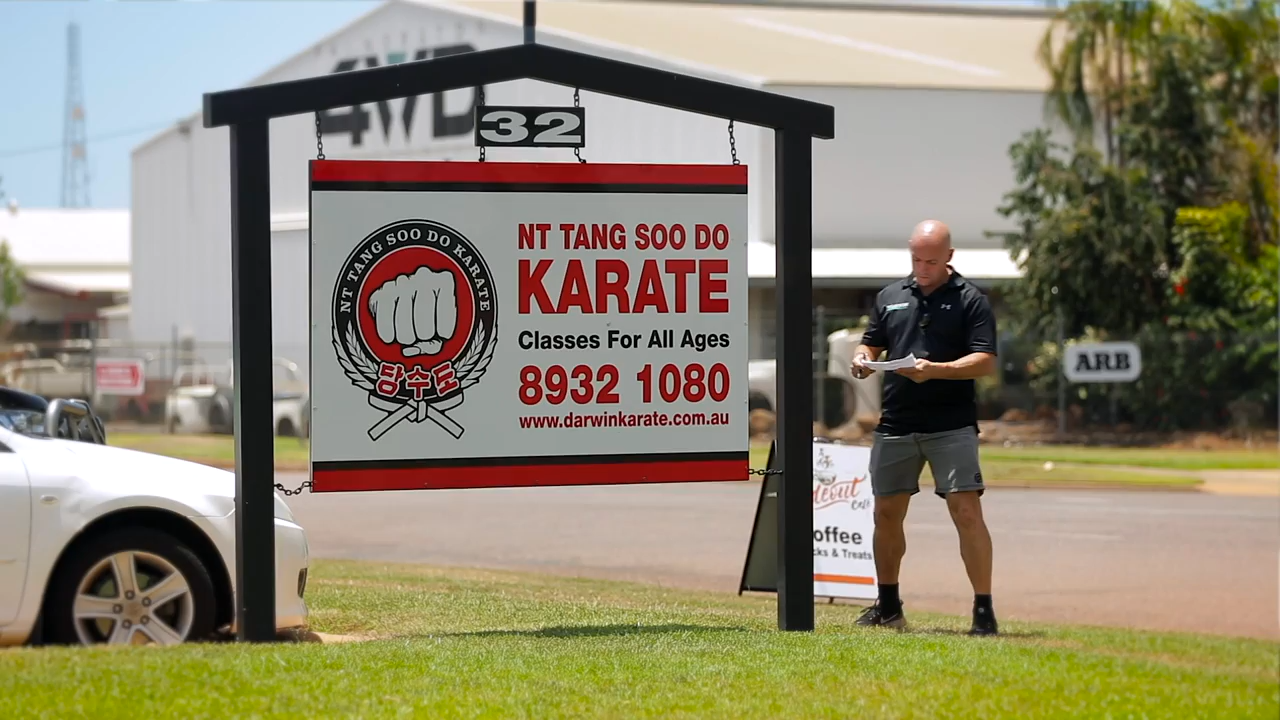 4WD
32
NT TANG SOO DO KARATE
당수도
NT TANG SOO DO
KARATE
Classes For All Ages
8932 1080
www.darwinkarate.com.au
ARB
Café
offee
cks & Treats